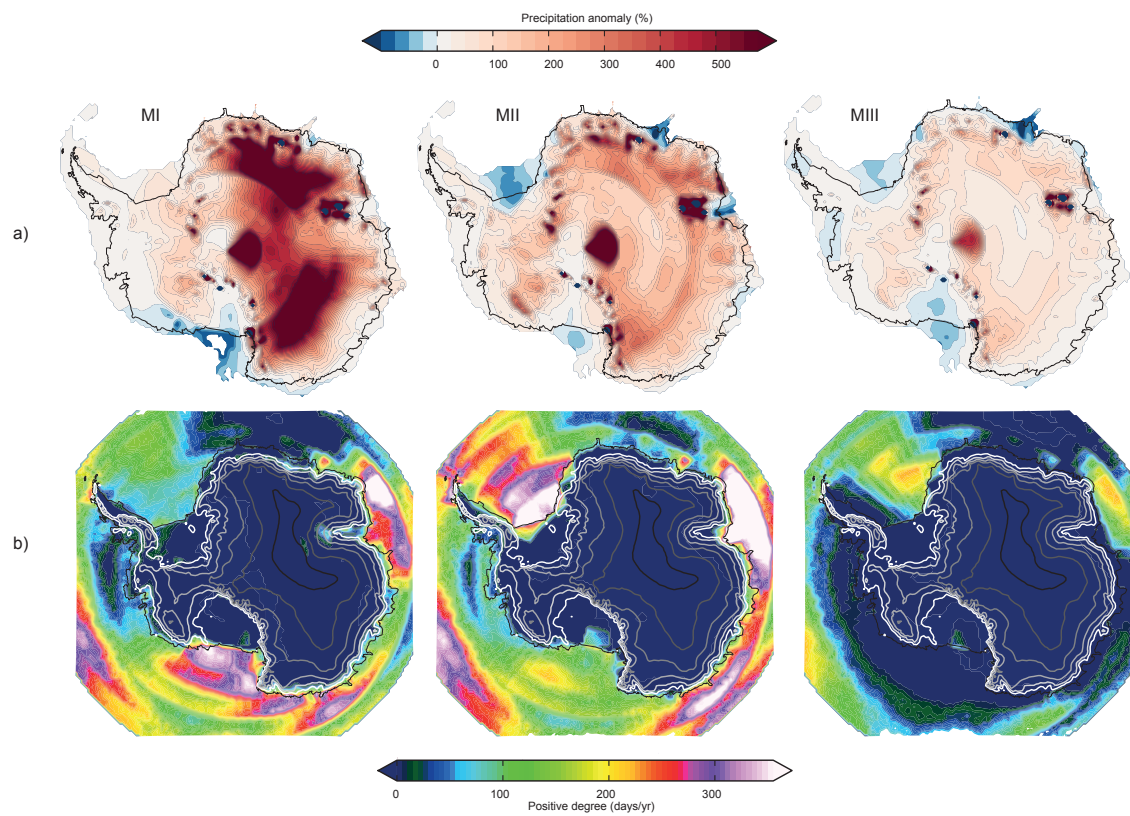 Precipitation anomaly (%)
0 100 200 300 400 500
MI MII MIII
a)
b)
0 100 200 300
Positive degree (days/yr)